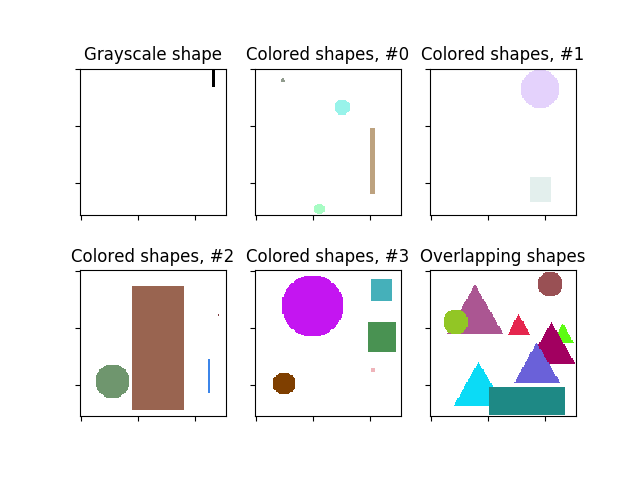 Grayscale shape
Colored shapes, #0
Colored shapes, #1
Colored shapes, #2
Colored shapes, #3
Overlapping shapes